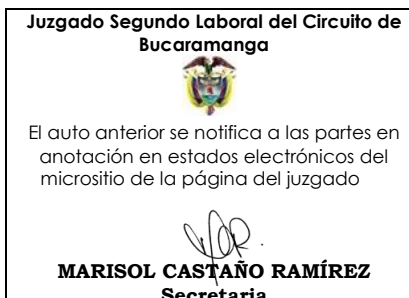 Juzgado Segundo Laboral del Circuito de
Bucaramanga
El auto anterior se notifica a las partes en
anotación en estados electrónicos del
micrositio de la página del juzgado
MARISOL CASTAÑO RAMÍREZ
Secretaria